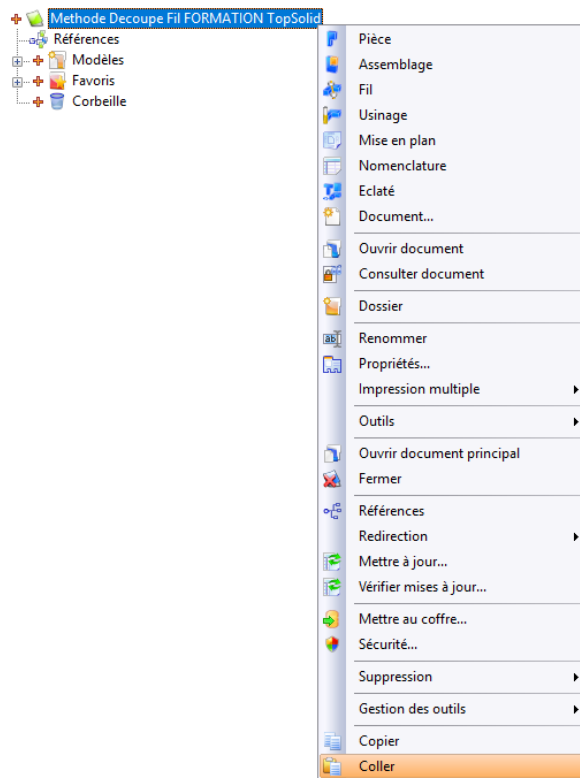 Methode Decoupe Fil FORMATION TopSolid
Références
Modèles
Favoris
Corbeille
Pièce
Assemblage
Fil
Usinage
Mise en plan
Nomenclature
Eclaté
Document...
Ouvrir document
Consulter document
Dossier
Renommer
Propriétés...
Impression multiple
Outils
Ouvrir document principal
Fermer
Références
Redirection
Mettre à jour...
Vérifier mises à jour...
Mettre au coffre...
Sécurité...
Suppression
Gestion des outils
Copier
Coller